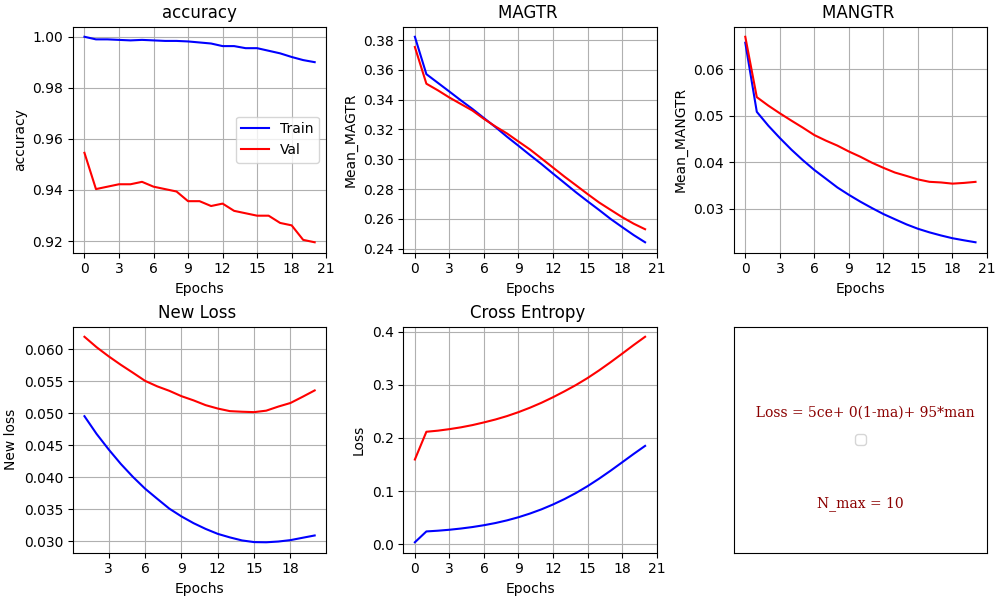 accuracy
accuracy
1.00
0.98
0.96
0.94
0.92
Train
Val
0 3 6 9 12 15 18 21
Epochs
MAGTR
Mean_MAGTR
0.38
0.36
0.34
0.32
0.30
0.28
0.26
0.24
0 3 6 9 12 15 18 21
Epochs
MANGTR
Mean_MANGTR
0.06
0.05
0.04
0.03
0 3 6 9 12 15 18 21
Epochs
New Loss
New loss
0.060
0.055
0.050
0.045
0.040
0.035
0.030
3 6 9 12 15 18
Epochs
Cross Entropy
Loss
0.4
0.3
0.2
0.1
0.0
0 3 6 9 12 15 18 21
Epochs
Loss = 5ce+ 0(1-ma)+ 95*man
N_max = 10